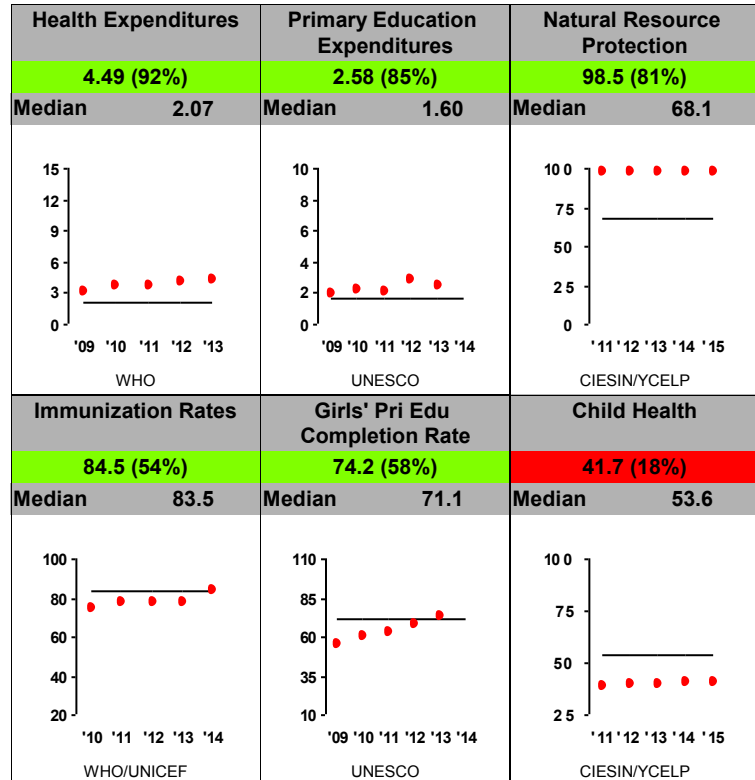 Health Expenditures
4.49 (92%)
Median 2.07
15
12
9
6
3
0
'09 '10 '11 '12 '13
WHO
Primary Education
Expenditures
2.58 (85%)
Median 1.60
10
8
6
4
2
0
'09 '10 '11 '12 '13 '14
UNESCO
Natural Resource
Protection
98.5 (81%)
Median 68.1
100
75
50
25
0
'11 '12 '13 '14 '15
CIESIN/YCELP
Immunization Rates
84.5 (54%)
Median 83.5
100
80
60
40
20
'10 '11 '12 '13 '14
WHO/UNICEF
Girls' Pri Edu
Completion Rate
74.2 (58%)
Median 71.1
110
85
60
35
10
'09 '10 '11 '12 '13 '14
UNESCO
Child Health
41.7 (18%)
Median 53.6
100
75
50
25
'11 '12 '13 '14 '15
CIESIN/YCELP